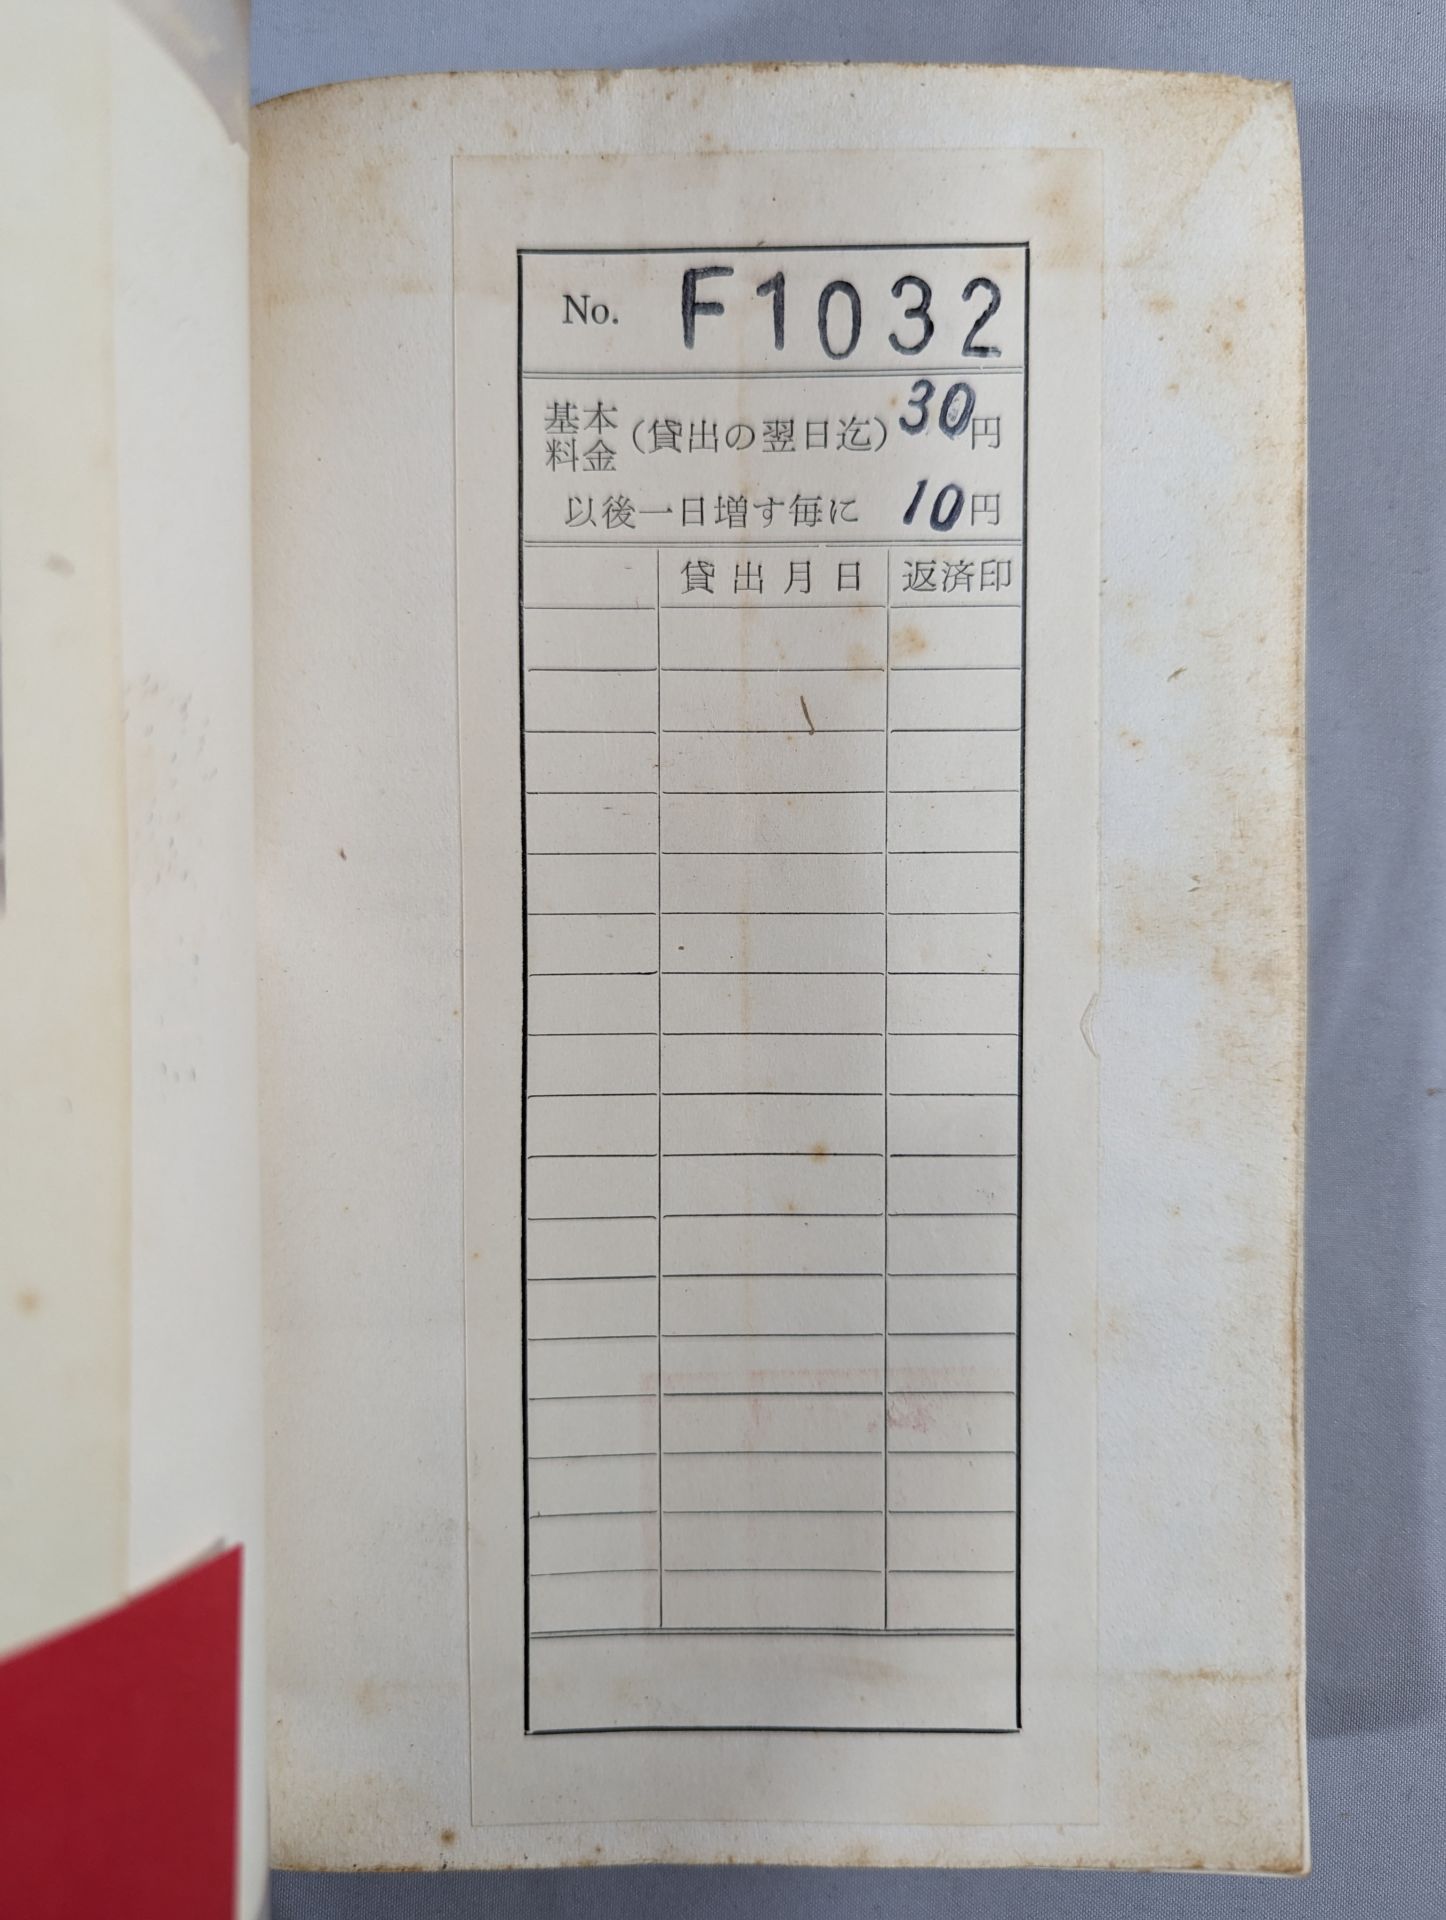 No. F1032
基本料金(貸出の翌日迄)30円
以後一日増す毎に 10円
貸出月日 返済印